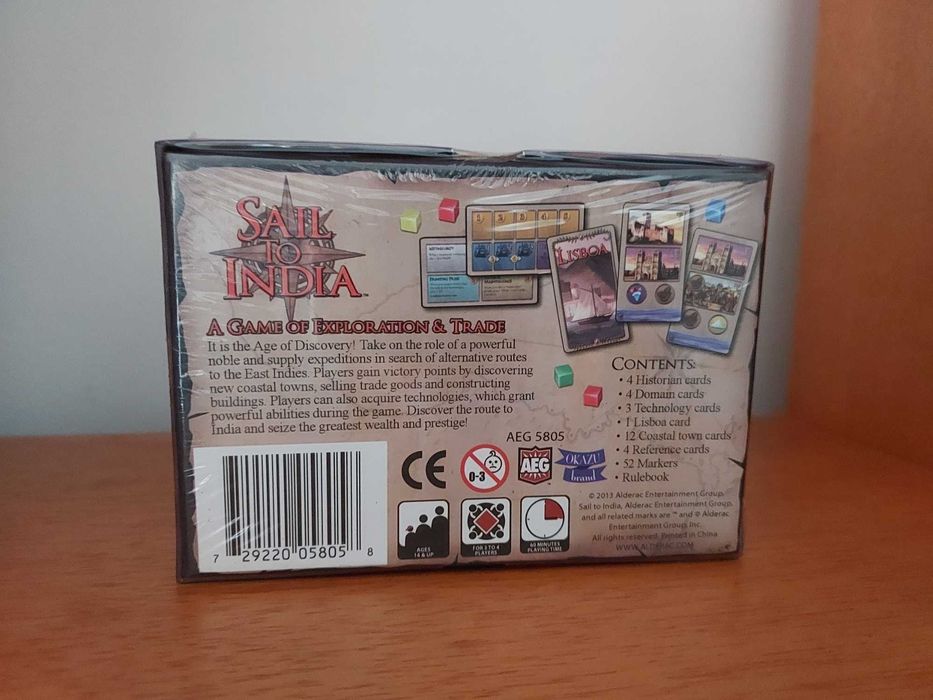 SAIL
TO
INDIA™
A GAME OF EXPLORATION & TRADE
It is the Age of Discovery! Take on the role of a powerful
noble and supply expeditions in search of alternative routes
to the East Indies. Players gain victory points by discovering
new coastal towns, selling trade goods and constructing
buildings. Players can also acquire technologies, which grant
powerful abilities during the game. Discover the route to
India and seize the greatest wealth and prestige!
LISBOA
CONTENTS:
• 4 Historian cards
• 4 Domain cards
• 3 Technology cards
• 1 Lisboa card
• 12 Coastal town cards
• 4 Reference cards
• 52 Markers
• Rulebook
AEG 5805
CE
0-3
AEG
OKAZU
brand
AGES
14 & UP
FOR 3 TO 4
PLAYERS
60 MINUTES
PLAYING TIME
© 2013 Alderac Entertainment Group.
Sail to India, Alderac Entertainment Group,
and all related marks are ™ and © Alderac
Entertainment Group, Inc.
All rights reserved. Printed in China
WWW.ALDERAC.COM
7 29220 05805 8